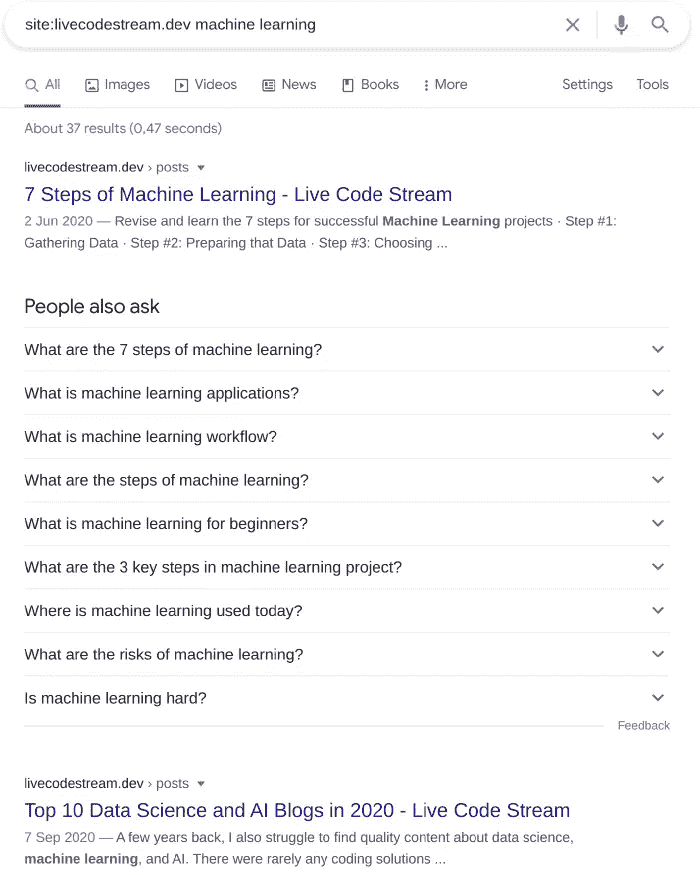 site:livecodestream.dev machine learning
All Images Videos News Books More Settings Tools
About 37 results (0,47 seconds)
livecodestream.dev › posts
7 Steps of Machine Learning - Live Code Stream
2 Jun 2020 — Revise and learn the 7 steps for successful Machine Learning projects · Step #1:
Gathering Data · Step #2: Preparing that Data · Step #3: Choosing ...
People also ask
What are the 7 steps of machine learning?
What is machine learning applications?
What is machine learning workflow?
What are the steps of machine learning?
What is machine learning for beginners?
What are the 3 key steps in machine learning project?
Where is machine learning used today?
What are the risks of machine learning?
Is machine learning hard?
Feedback
livecodestream.dev › posts
Top 10 Data Science and AI Blogs in 2020 - Live Code Stream
7 Sep 2020 — A few years back, I also struggle to find quality content about data science,
machine learning, and AI. There were rarely any coding solutions ...